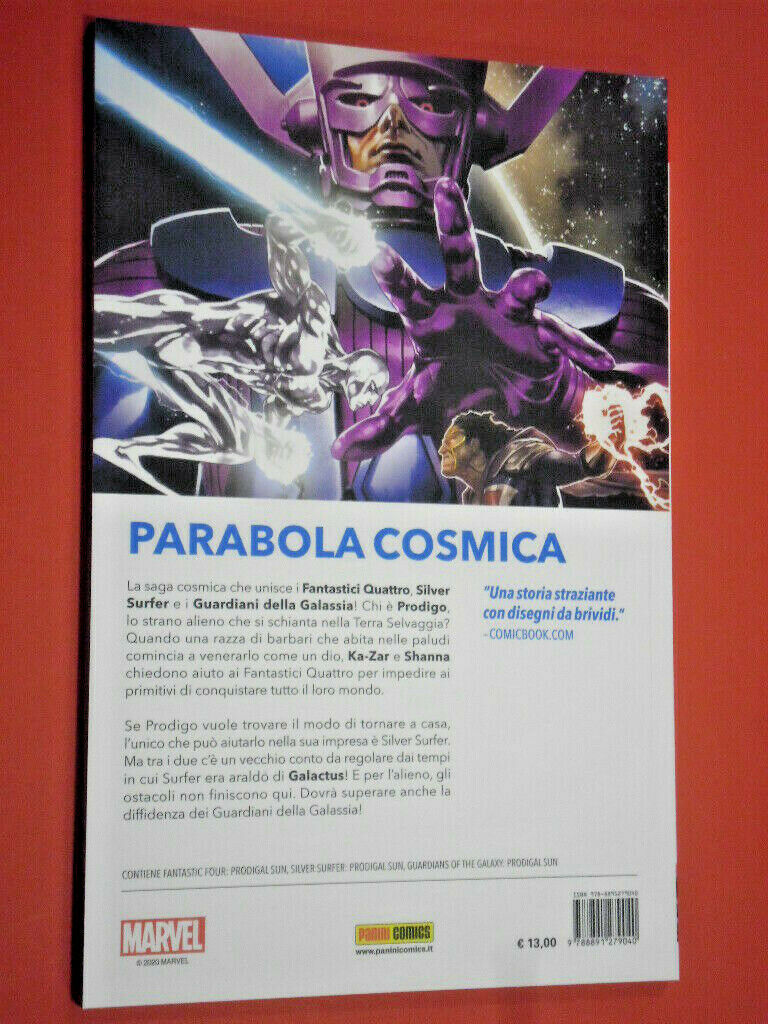 PARABOLA COSMICA
La saga cosmica che unisce i Fantastici Quattro, Silver
Surfer e i Guardiani della Galassia! Chi è Prodigo,
lo strano alieno che si schianta nella Terra Selvaggia?
Quando una razza di barbari che abita nelle paludi
comincia a venerarlo come un dio, Ka-Zar e Shanna
chiedono aiuto ai Fantastici Quattro per impedire ai
primitivi di conquistare tutto il loro mondo.
Se Prodigo vuole trovare il modo di tornare a casa,
l'unico che può aiutarlo nella sua impresa è Silver Surfer.
Ma tra i due c'è un vecchio conto da regolare dai tempi
in cui Surfer era araldo di Galactus! E per l'alieno, gli
ostacoli non finiscono qui. Dovrà superare anche la
diffidenza dei Guardiani della Galassia!
"Una storia straziante
con disegni da brividi."
– COMICBOOK.COM
CONTIENE FANTASTIC FOUR: PRODIGAL SUN, SILVER SURFER: PRODIGAL SUN, GUARDIANS OF THE GALAXY: PRODIGAL SUN
MARVEL
© 2020 MARVEL
PANINI COMICS
www.paninicomics.it
€ 13,00
ISBN 978-8891279040
9 788891 279040